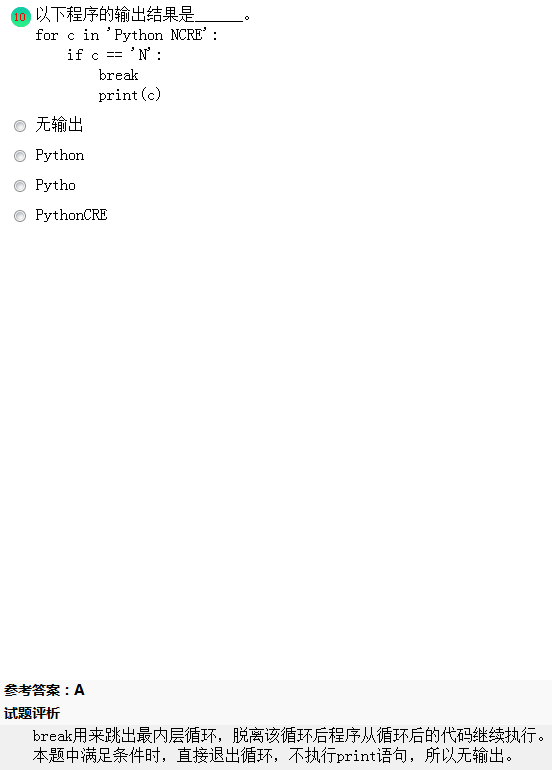 10 以下程序的输出结果是______。
for c in 'Python NCRE':
    if c == 'N':
        break
        print(c)
无输出
Python
Pytho
PythonCRE
参考答案：A
试题评析
break用来跳出最内层循环，脱离该循环后程序从循环后的代码继续执行。
本题中满足条件时，直接退出循环，不执行print语句，所以无输出。